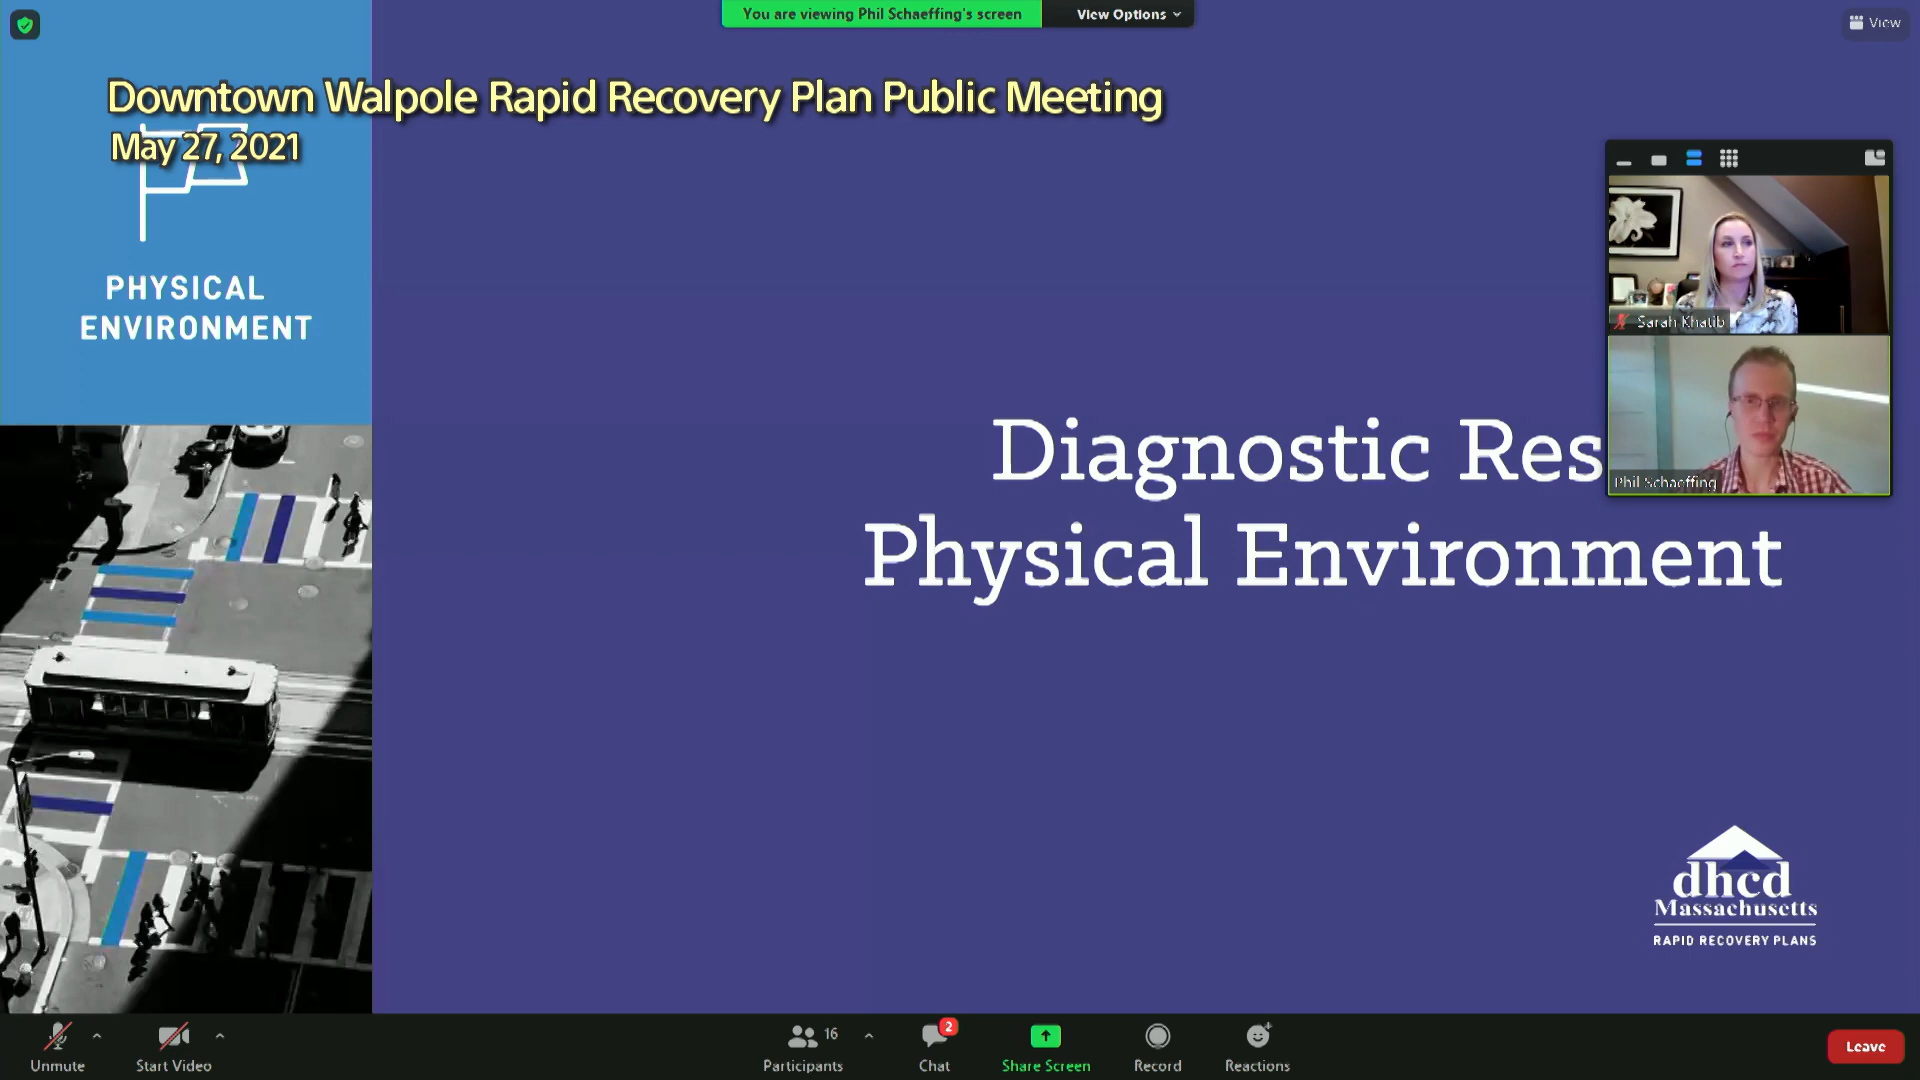 You are viewing Phil Schaeffing's screen
View Options
View
Downtown Walpole Rapid Recovery Plan Public Meeting
May 27, 2021
PHYSICAL
ENVIRONMENT
Sarah Khatib
Phil Schaeffing
Diagnostic Res
Physical Environment
dhcd
Massachusetts
RAPID RECOVERY PLANS
Unmute
Start Video
16
Participants
2
Chat
Share Screen
Record
Reactions
Leave